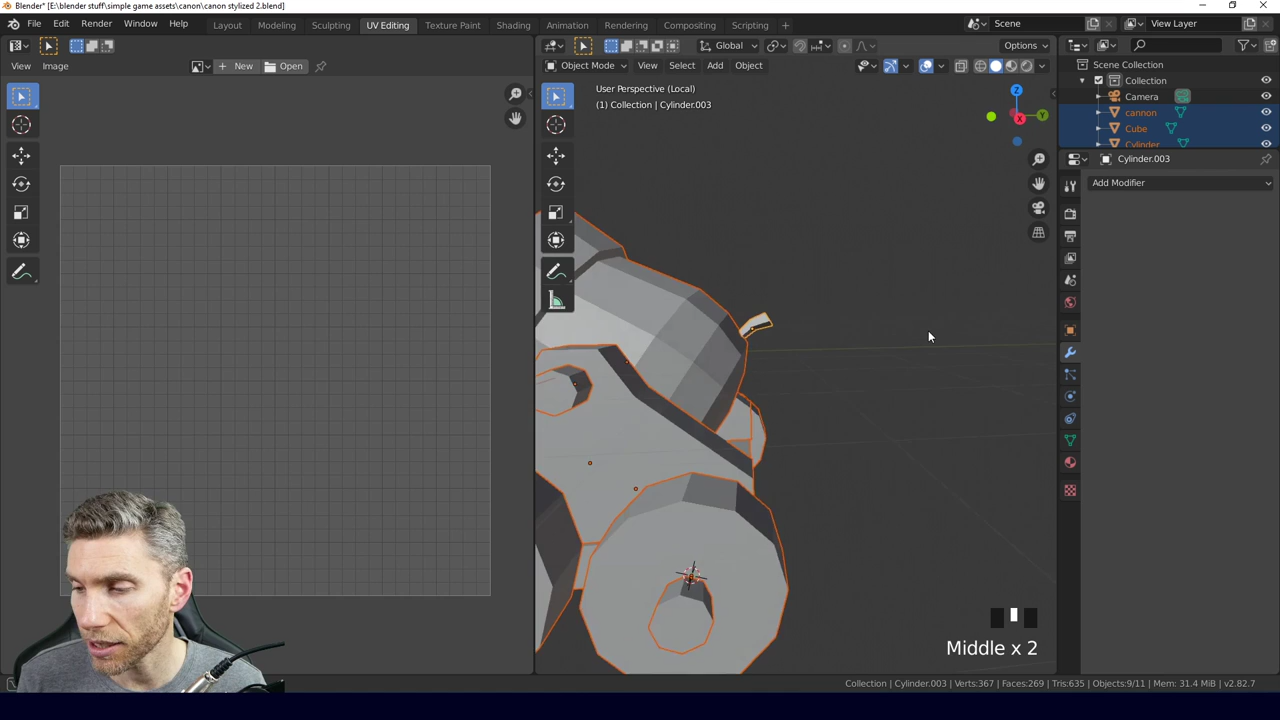 Blender* [E:\blender stuff\simple game assets\canon\canon stylized 2.blend]
File Edit Render Window Help
Layout Modeling Sculpting UV Editing Texture Paint Shading Animation Rendering Compositing Scripting +
Scene
View Layer
Global
Options
View Image
New
Open
Object Mode
View Select Add Object
User Perspective (Local)
(1) Collection | Cylinder.003
Z
Y
X
Scene Collection
Collection
Camera
cannon
Cube
Cylinder
Cylinder.003
Add Modifier
Middle x 2
Collection | Cylinder.003 | Verts:367 | Faces:269 | Tris:635 | Objects:9/11 | Mem: 31.4 MiB | v2.82.7